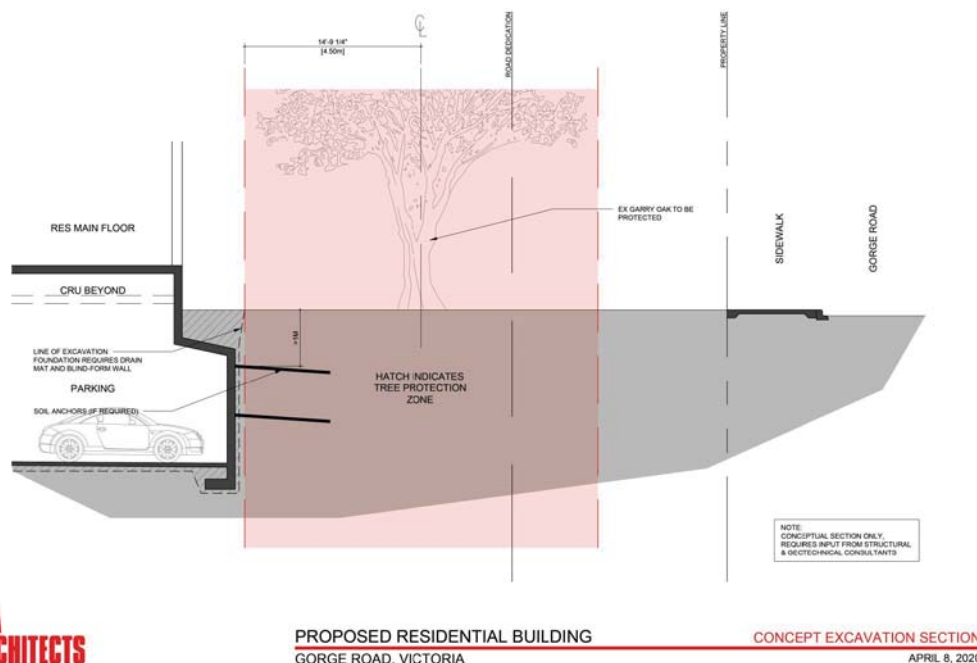 14'-9 1/4"
[4.50m]
ROAD DEDICATION
PROPERTY LINE
EX GARRY OAK TO BE
PROTECTED
SIDEWALK
GORGE ROAD
RES MAIN FLOOR
CRU BEYOND
>1M
LINE OF EXCAVATION
FOUNDATION REQUIRES DRAIN
MAT AND BLIND-FORM WALL
PARKING
SOIL ANCHORS (IF REQUIRED)
HATCH INDICATES
TREE PROTECTION
ZONE
NOTE:
CONCEPTUAL SECTION ONLY,
REQUIRES INPUT FROM STRUCTURAL
& GEOTECHNICAL CONSULTANTS
CHITECTS
PROPOSED RESIDENTIAL BUILDING
GORGE ROAD, VICTORIA
CONCEPT EXCAVATION SECTION
APRIL 8, 2020